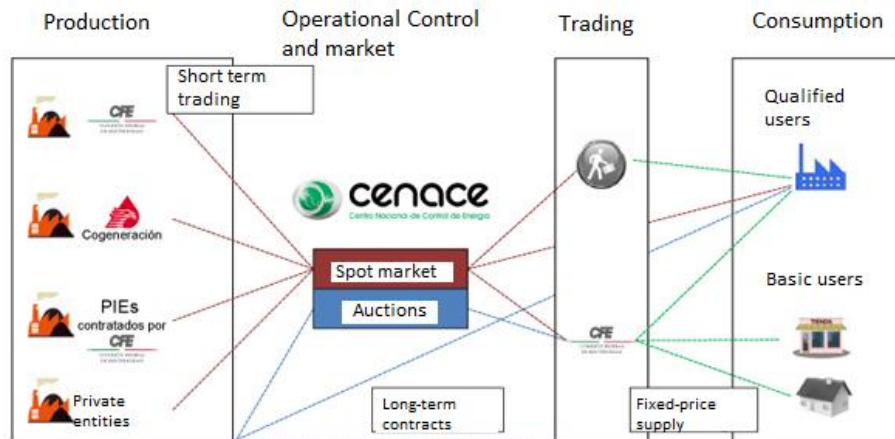 Production
Operational Control
and market
Trading
Consumption
Short term
trading
CFE
Qualified
users
cenace
Centro Nacional de Control de Energía
Cogeneración
Spot market
Auctions
PIEs
contratados por
CFE
Basic users
TIENDA
CFE
Private
entities
Long-term
contracts
Fixed-price
supply